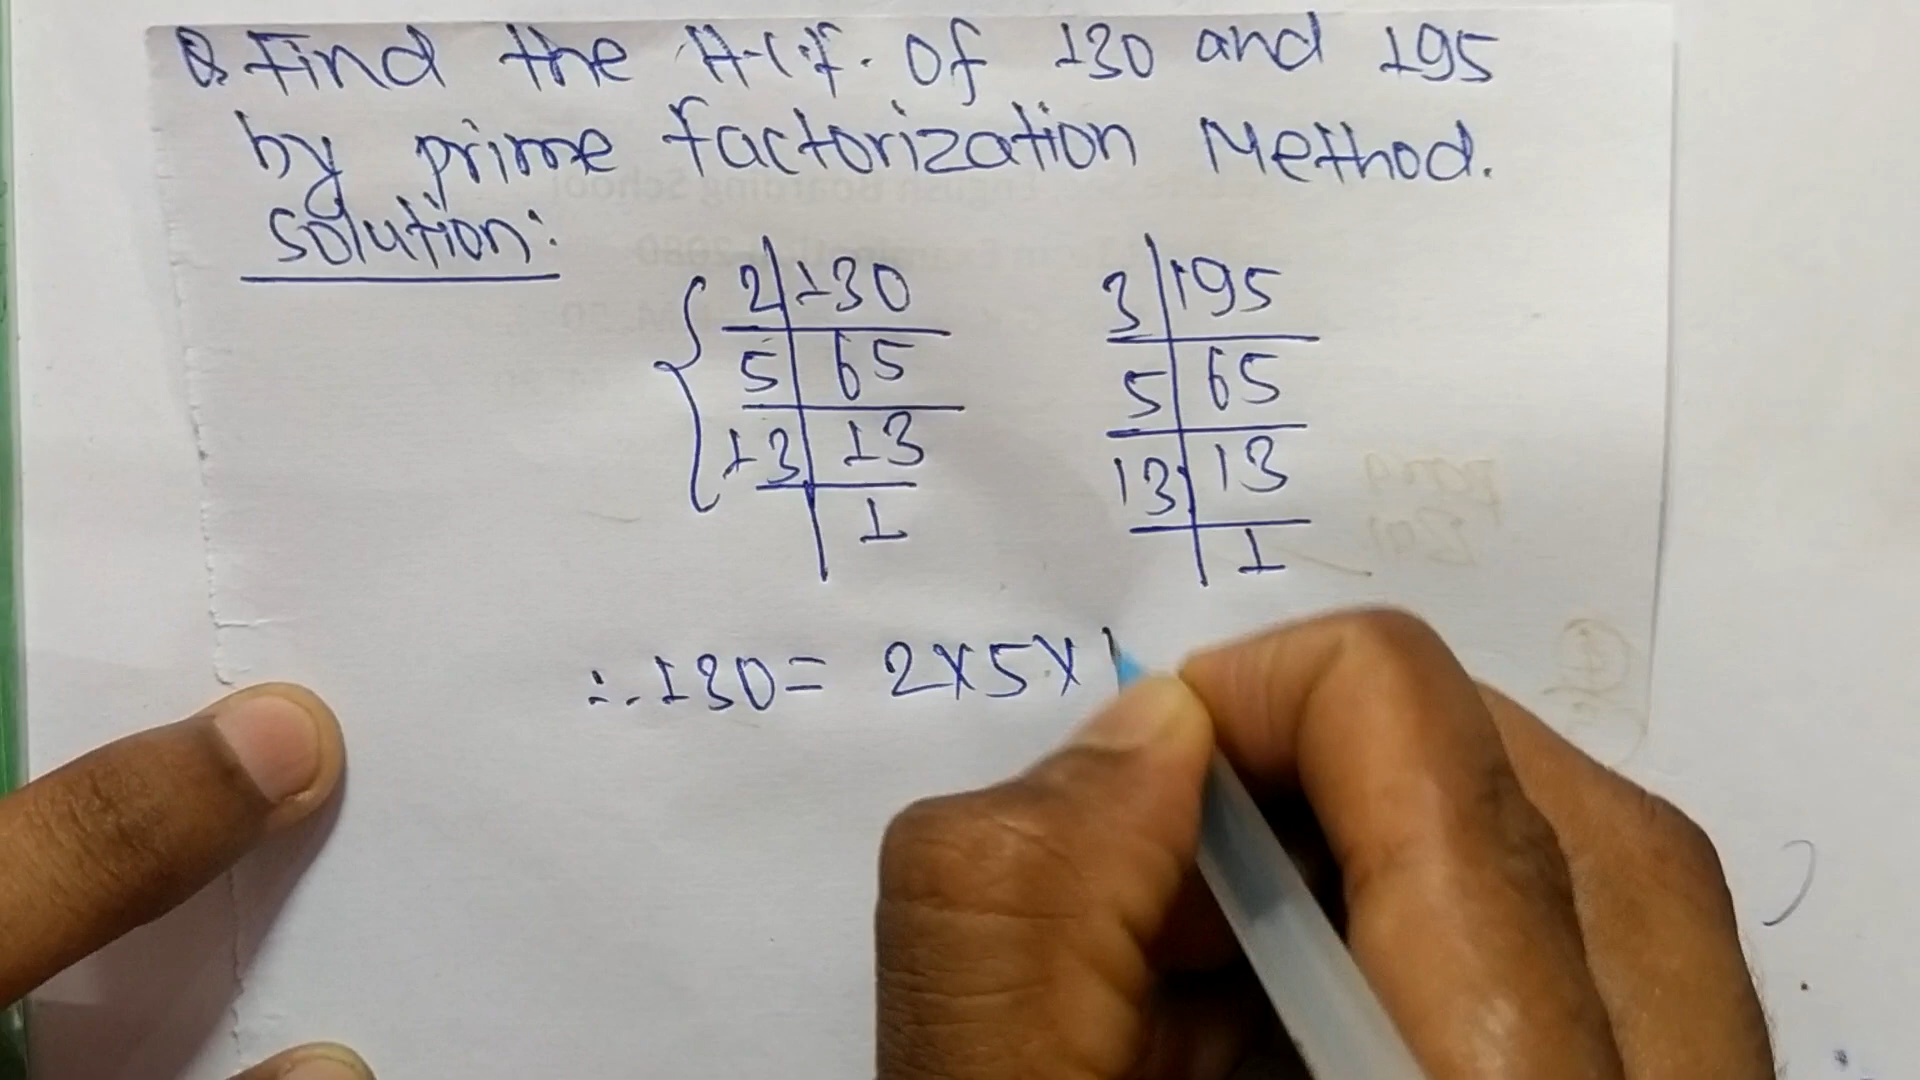 Q. Find the H.C.F. of 130 and 195
by prime factorization Method.
Solution:
2 130
5 65
13 13
1
3 195
5 65
13 13
1
∴ 130 = 2×5×1